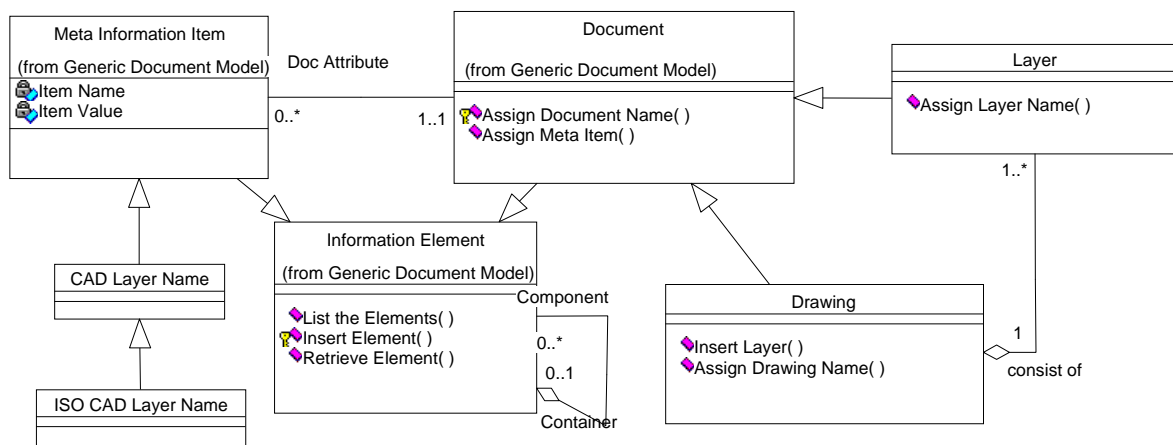 Meta Information Item
(from Generic Document Model)
Item Name
Item Value
Doc Attribute
0..*
1..1
Document
(from Generic Document Model)
Assign Document Name( )
Assign Meta Item( )
Layer
Assign Layer Name( )
1..*
Information Element
(from Generic Document Model)
List the Elements( )
Insert Element( )
Retrieve Element( )
Component
0..*
0..1
Container
CAD Layer Name
ISO CAD Layer Name
Drawing
Insert Layer( )
Assign Drawing Name( )
1
consist of